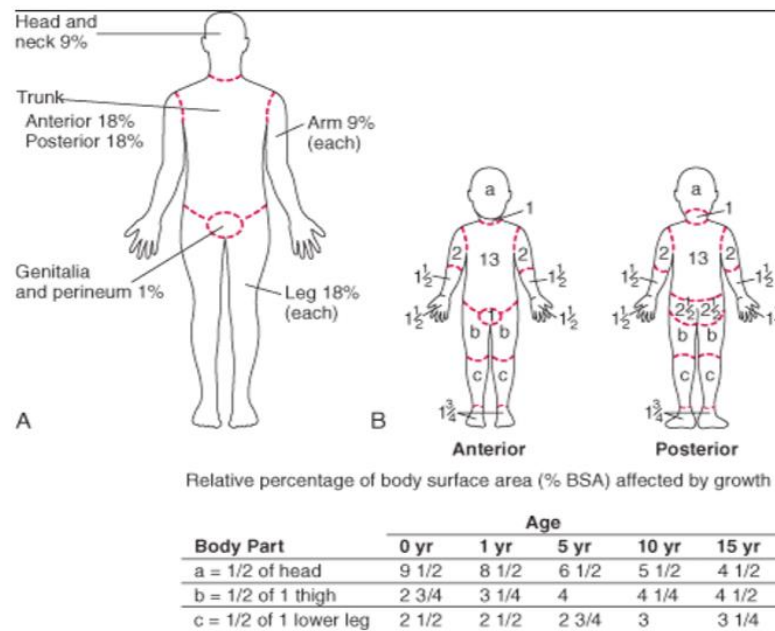 Head and
neck 9%
Trunk
Anterior 18%
Posterior 18%
Arm 9%
(each)
Genitalia
and perineum 1%
Leg 18%
(each)
A
a
1
2 13 2
1½ 1½
1½ 1 1½
b b
c c
1¾
B
Anterior
a
1
2 13 2
1½ 1½
2½ 2½
1½
b b
c c
1¾
Posterior
Relative percentage of body surface area (% BSA) affected by growth
Age
Body Part 0 yr 1 yr 5 yr 10 yr 15 yr
a = 1/2 of head 9 1/2 8 1/2 6 1/2 5 1/2 4 1/2
b = 1/2 of 1 thigh 2 3/4 3 1/4 4 4 1/4 4 1/2
c = 1/2 of 1 lower leg 2 1/2 2 1/2 2 3/4 3 3 1/4